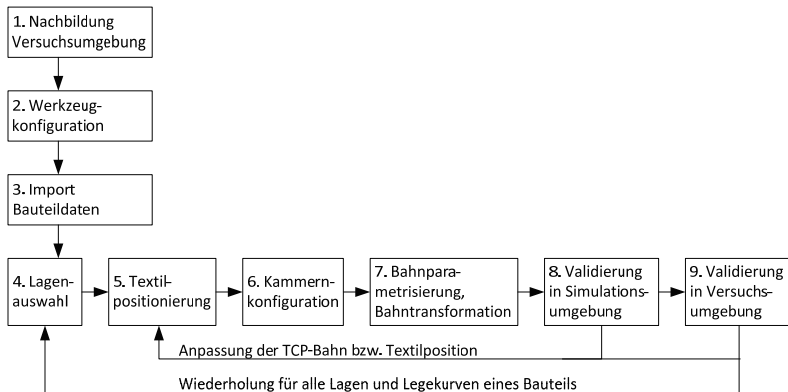 1. Nachbildung
Versuchsumgebung
2. Werkzeug-
konfiguration
3. Import
Bauteildaten
4. Lagen-
auswahl
5. Textil-
positionierung
6. Kammern-
konfiguration
7. Bahnpara-
metrisierung,
Bahntransformation
8. Validierung
in Simulations-
umgebung
9. Validierung
in Versuchs-
umgebung
Anpassung der TCP-Bahn bzw. Textilposition
Wiederholung für alle Lagen und Legekurven eines Bauteils